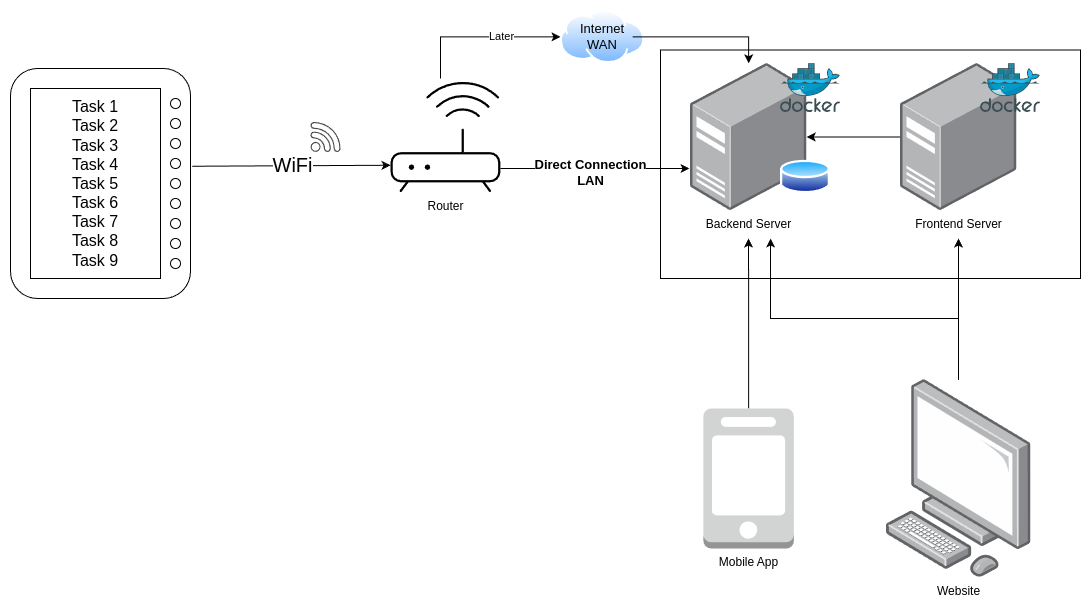 Task 1
Task 2
Task 3
Task 4
Task 5
Task 6
Task 7
Task 8
Task 9
WiFi
Router
Later
Internet
WAN
Direct Connection
LAN
docker
Backend Server
docker
Frontend Server
Mobile App
Website